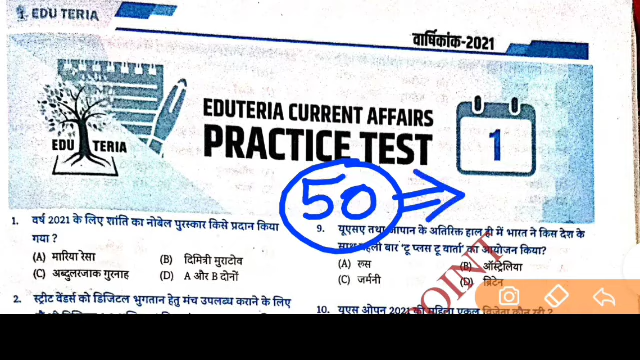 EDU TERIA
वार्षिकांक-2021
EDUTERIA CURRENT AFFAIRS
PRACTICE TEST
1
EDU TERIA
50
1. वर्ष 2021 के लिए शांति का नोबेल पुरस्कार किसे प्रदान किया
गया ?
(A) मारिया रेसा (B) दिमित्री मुराटोव
(C) अब्दुलरजाक गुरनाह (D) A और B दोनों
2. स्ट्रीट वेंडर्स को डिजिटल भुगतान हेतु मंच उपलब्ध कराने के लिए
9. यूएसए तथा जापान के अतिरिक्त हाल ही में भारत ने किस देश के
साथ पहली बार 'टू प्लस टू वार्ता' का आयोजन किया?
(A) रूस (B) ऑस्ट्रेलिया
(C) जर्मनी (D) ब्रिटेन
10. यूएस ओपन 2021 की महिला एकल विजेता कौन रही ?
POINT